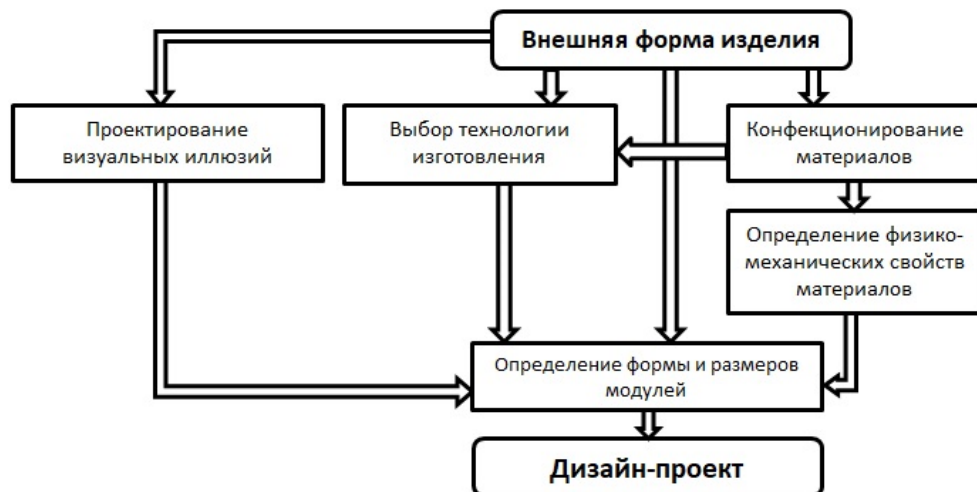 Внешняя форма изделия
Проектирование
визуальных иллюзий
Выбор технологии
изготовления
Конфекционирование
материалов
Определение физико-
механических свойств
материалов
Определение формы и размеров
модулей
Дизайн-проект